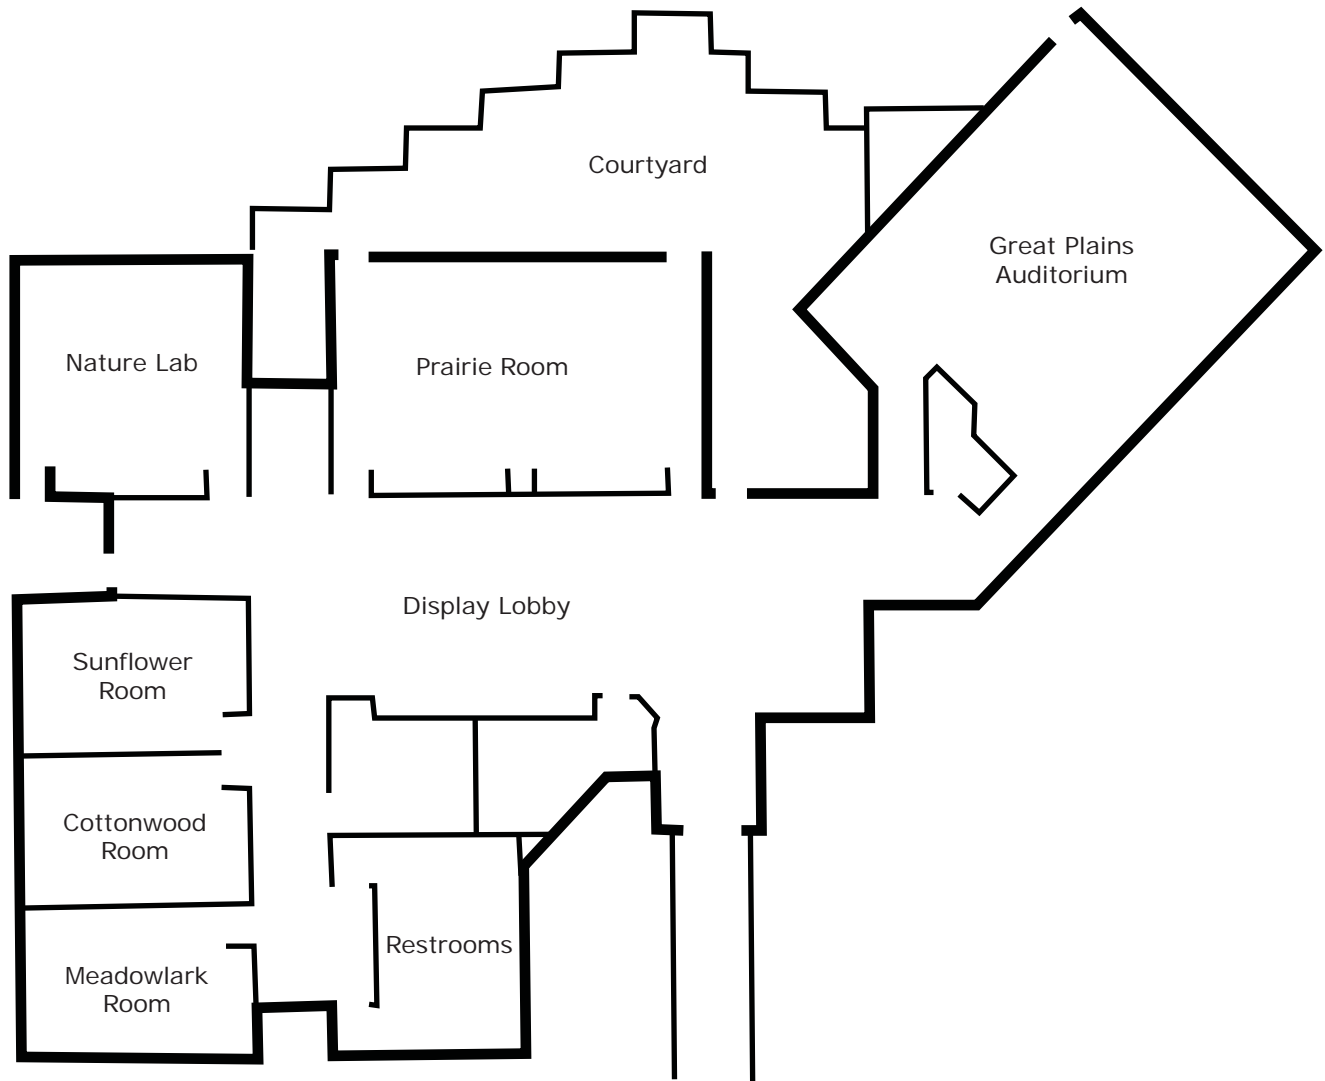 Courtyard
Great Plains
Auditorium
Nature Lab
Prairie Room
Display Lobby
Sunflower
Room
Cottonwood
Room
Restrooms
Meadowlark
Room